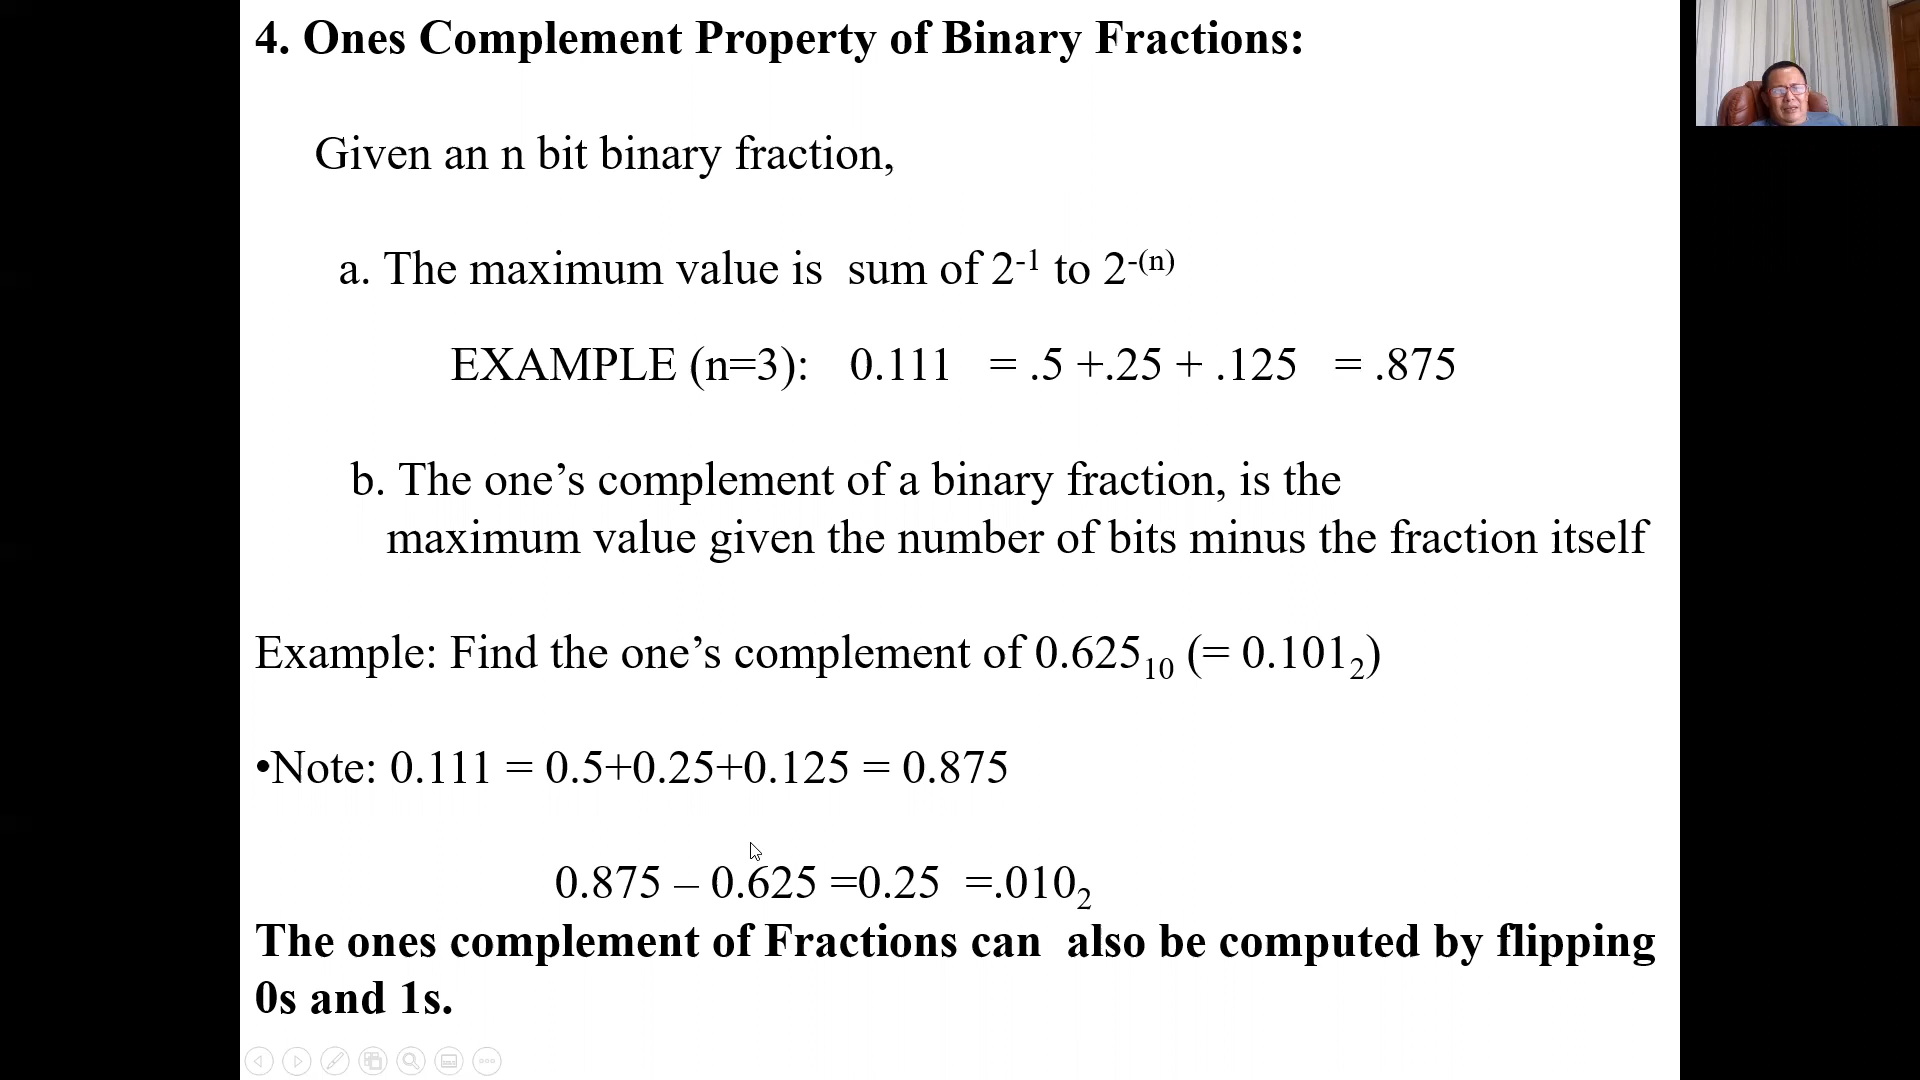 4. Ones Complement Property of Binary Fractions:
Given an n bit binary fraction,
a. The maximum value is sum of 2⁻¹ to 2⁻⁽ⁿ⁾
EXAMPLE (n=3): 0.111 = .5 +.25 + .125 = .875
b. The one’s complement of a binary fraction, is the
maximum value given the number of bits minus the fraction itself
Example: Find the one’s complement of 0.625₁₀ (= 0.101₂)
•Note: 0.111 = 0.5+0.25+0.125 = 0.875
0.875 – 0.625 =0.25 =.010₂
The ones complement of Fractions can also be computed by flipping
0s and 1s.